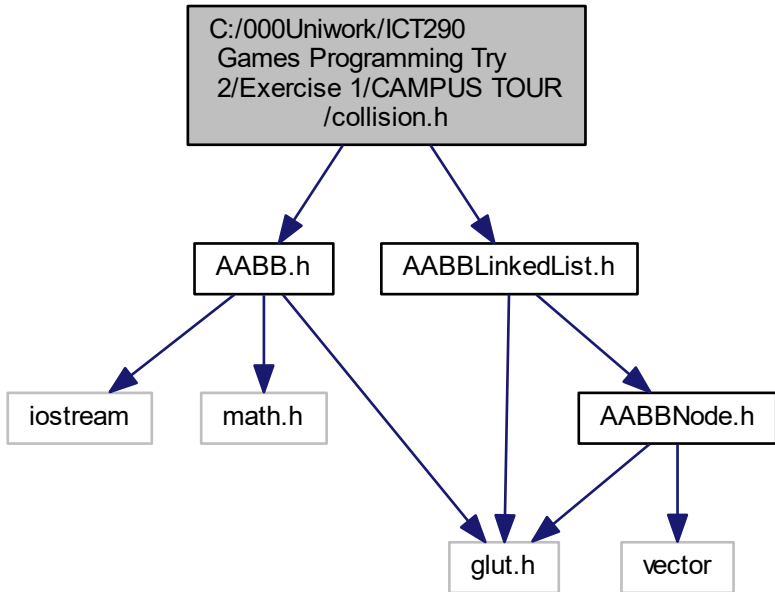 C:/000Uniwork/ICT290
Games Programming Try
2/Exercise 1/CAMPUS TOUR
/collision.h
AABB.h
AABBLinkedList.h
iostream
math.h
AABBNode.h
glut.h
vector